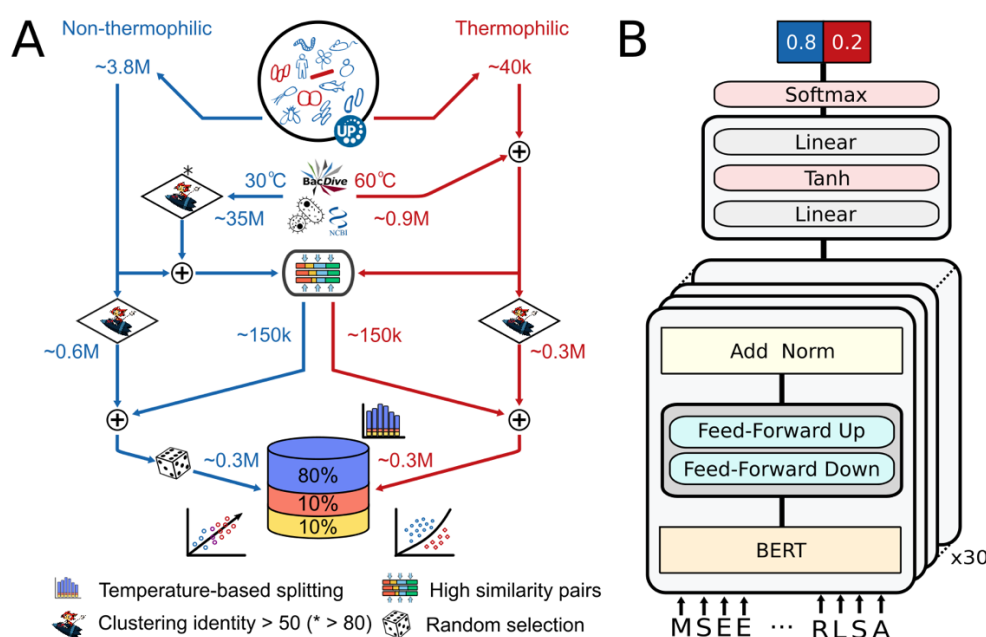 A
Non-thermophilic
Thermophilic
~3.8M
~40k
UP
*
30°C
BacDive
60°C
~35M
NCBI
~0.9M
~0.6M
~150k
~150k
~0.3M
~0.3M
~0.3M
80%
10%
10%
Temperature-based splitting
High similarity pairs
Clustering identity > 50 (* > 80)
Random selection
B
0.8 0.2
Softmax
Linear
Tanh
Linear
Add Norm
Feed-Forward Up
Feed-Forward Down
BERT
x30
M S E E ... R L S A